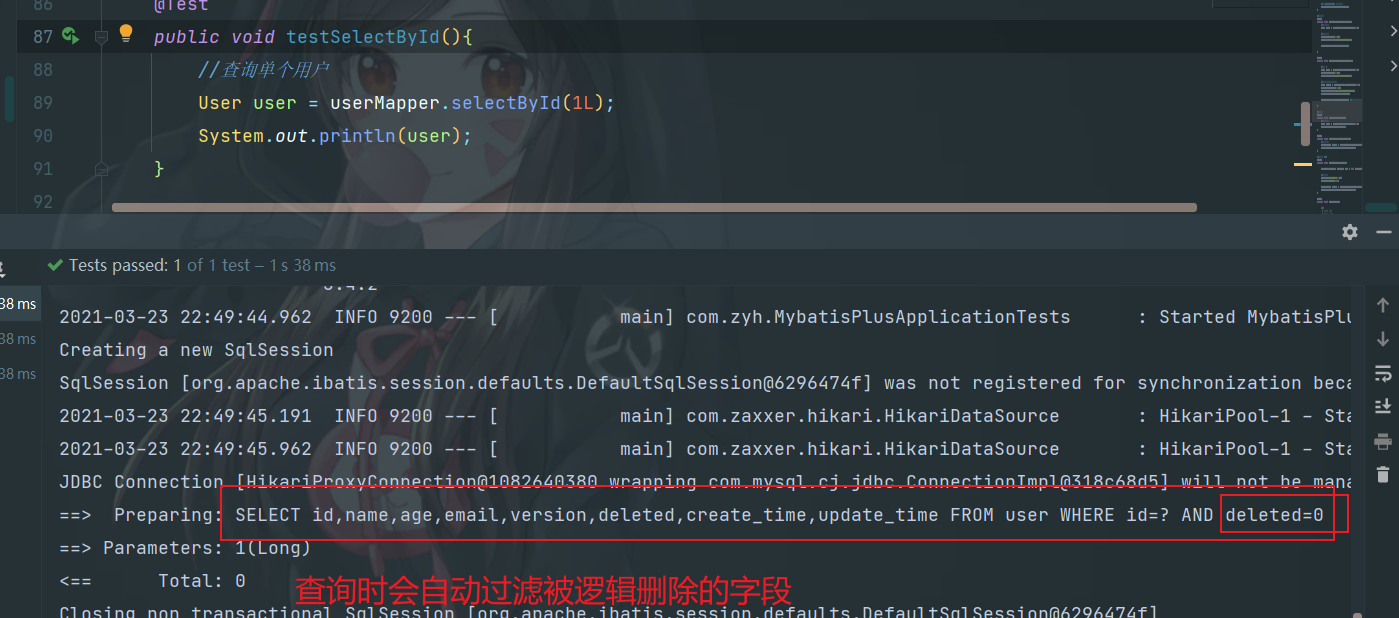 86 @Test
87 public void testSelectById(){
88 //查询单个用户
89 User user = userMapper.selectById(1L);
90 System.out.println(user);
91 }
92
Tests passed: 1 of 1 test – 1 s 38 ms
38 ms
38 ms
38 ms
2021-03-23 22:49:44.962  INFO 9200 --- [           main] com.zyh.MybatisPlusApplicationTests      : Started MybatisPlu
Creating a new SqlSession
SqlSession [org.apache.ibatis.session.defaults.DefaultSqlSession@6296474f] was not registered for synchronization beca
2021-03-23 22:49:45.191  INFO 9200 --- [           main] com.zaxxer.hikari.HikariDataSource       : HikariPool-1 - Sta
2021-03-23 22:49:45.962  INFO 9200 --- [           main] com.zaxxer.hikari.HikariDataSource       : HikariPool-1 - Sta
JDBC Connection [HikariProxyConnection@1082640380 wrapping com.mysql.cj.jdbc.ConnectionImpl@318c68d5] will not be mana
==>  Preparing: SELECT id,name,age,email,version,deleted,create_time,update_time FROM user WHERE id=? AND deleted=0
==> Parameters: 1(Long)
<==      Total: 0
查询时会自动过滤被逻辑删除的字段
Closing non transactional SqlSession [org.apache.ibatis.session.defaults.DefaultSqlSession@6296474f]